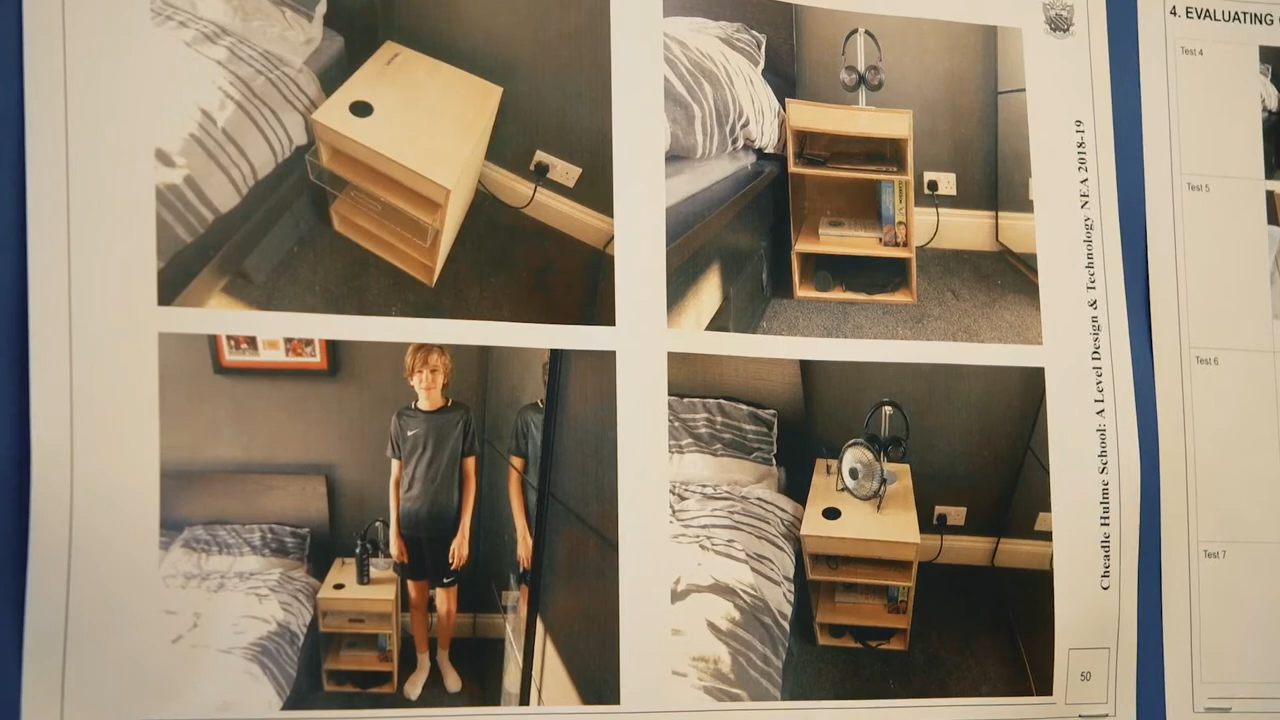 Cheadle Hulme School: A Level Design & Technology NEA 2018-19
50
4. EVALUATING
Test 4
Test 5
Test 6
Test 7